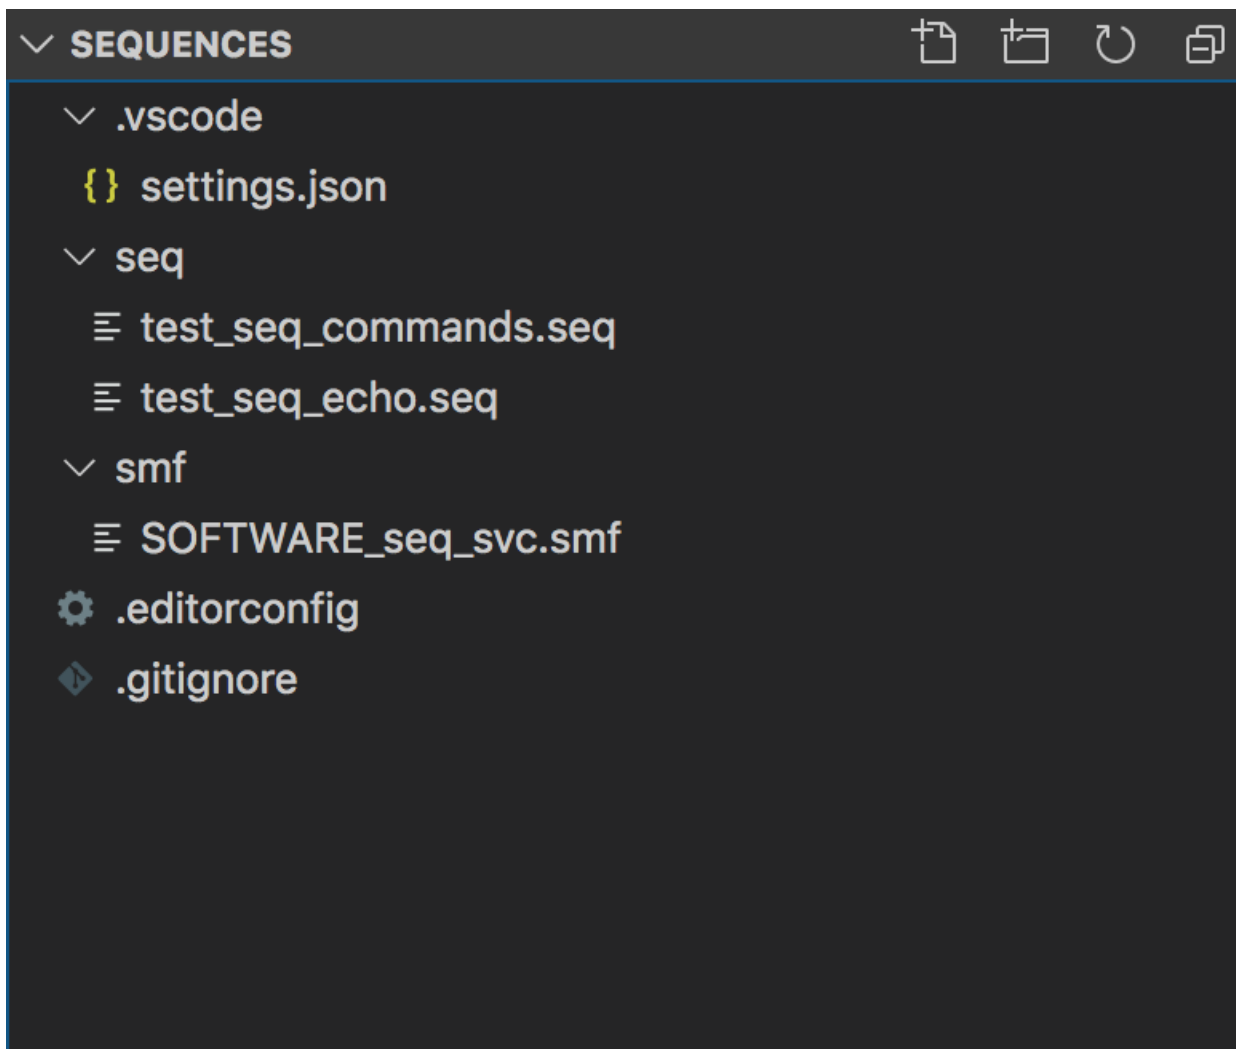 SEQUENCES
.vscode
{} settings.json
seq
test_seq_commands.seq
test_seq_echo.seq
smf
SOFTWARE_seq_svc.smf
.editorconfig
.gitignore